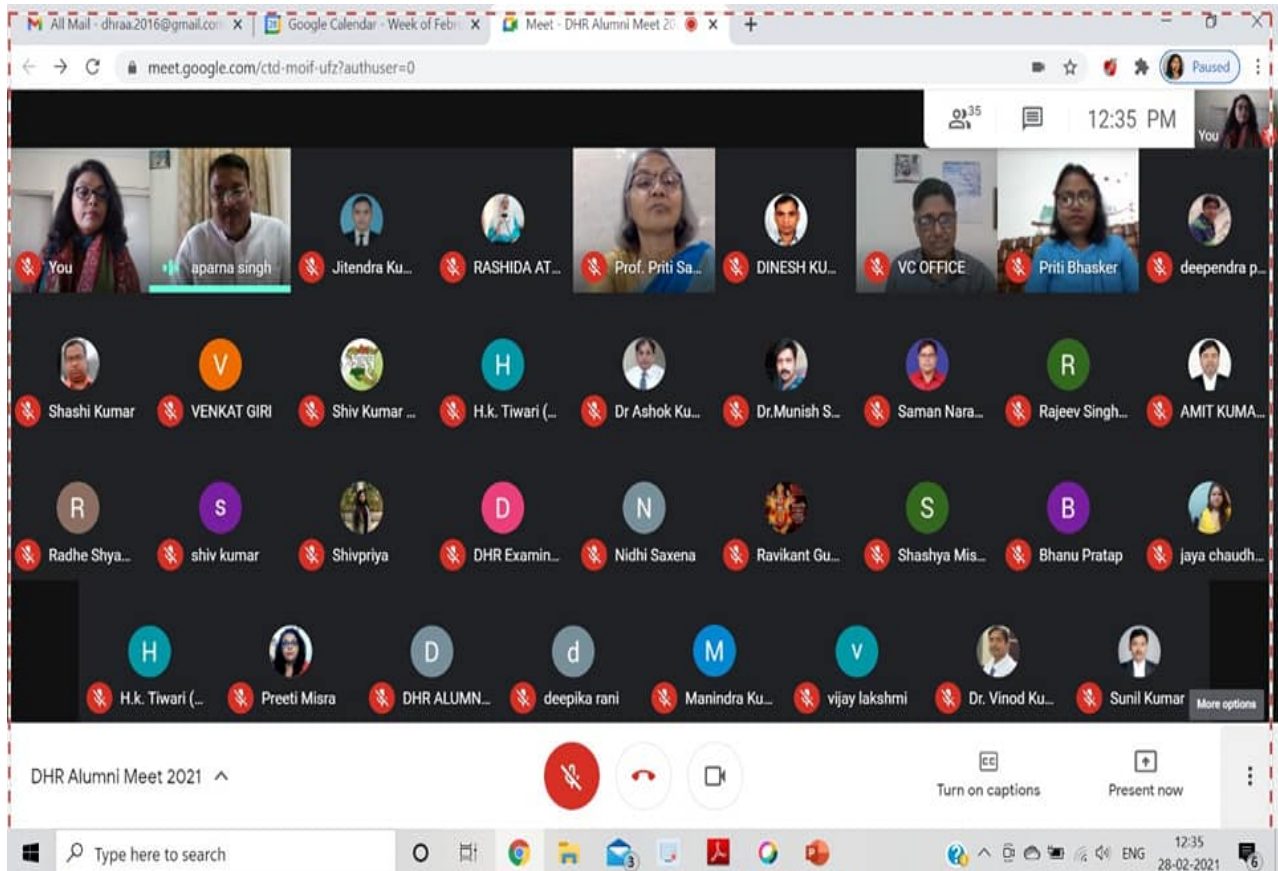 All Mail - dhraa.2016@gmail.com
Google Calendar - Week of Febr
Meet - DHR Alumni Meet 20
meet.google.com/ctd-moif-ufz?authuser=0
Paused
35
12:35 PM
You
You
aparna singh
Jitendra Ku...
RASHIDA AT...
Prof. Priti Sa...
DINESH KU...
VC OFFICE
Priti Bhasker
deependra p...
V
H
R
Shashi Kumar
VENKAT GIRI
Shiv Kumar ...
H.k. Tiwari (...
Dr Ashok Ku...
Dr.Munish S...
Saman Nara...
Rajeev Singh...
AMIT KUMA...
R
s
D
N
S
B
Radhe Shya...
shiv kumar
Shivpriya
DHR Examin...
Nidhi Saxena
Ravikant Gu...
Shashya Mis...
Bhanu Pratap
jaya chaudh...
H
D
d
M
v
H.k. Tiwari (...
Preeti Misra
DHR ALUMN...
deepika rani
Manindra Ku...
vijay lakshmi
Dr. Vinod Ku...
Sunil Kumar
More options
DHR Alumni Meet 2021
CC
Turn on captions
Present now
Type here to search
3
ENG
12:35
28-02-2021
6